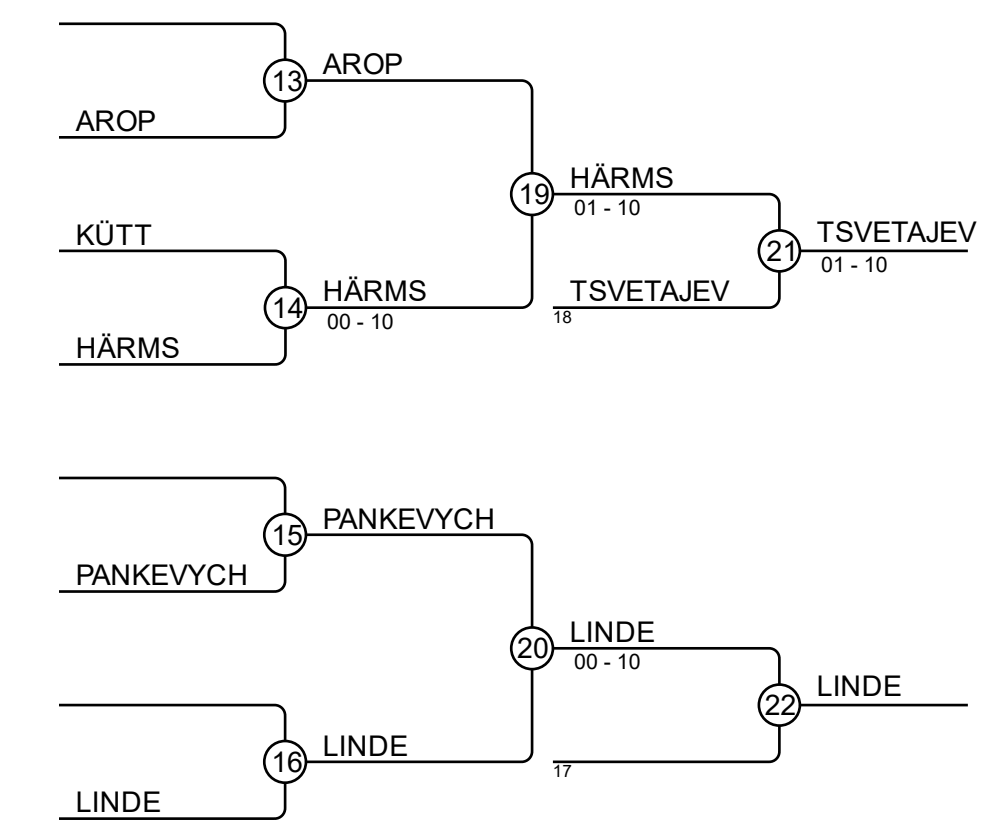 AROP
13
AROP
HÄRMS
19
01 - 10
KÜTT
TSVETAJEV
21
01 - 10
HÄRMS
TSVETAJEV
14
00 - 10
18
HÄRMS
PANKEVYCH
15
PANKEVYCH
LINDE
20
00 - 10
LINDE
22
LINDE
16
17
LINDE